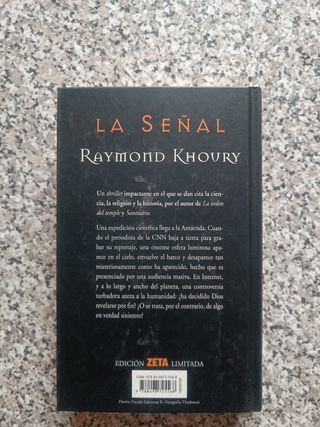 LA SEÑAL
RAYMOND KHOURY
Un thriller impactante en el que se dan cita la cien-
cia, la religión y la historia, por el autor de La orden
del temple y Santuario.
Una expedición científica llega a la Antártida. Cuan-
do el periodista de la CNN baja a tierra para gra-
bar su reportaje, una enorme esfera luminosa apa-
rece en el cielo, envuelve el barco y desaparece tan
misteriosamente como ha aparecido, hecho que es
presenciado por una audiencia masiva. En Internet,
y a lo largo y ancho del planeta, una controversia
turbadora azota a la humanidad: ¿ha decidido Dios
revelarse por fin? ¿O se trata, por el contrario, de algo
en verdad siniestro?
EDICIÓN ZETA LIMITADA